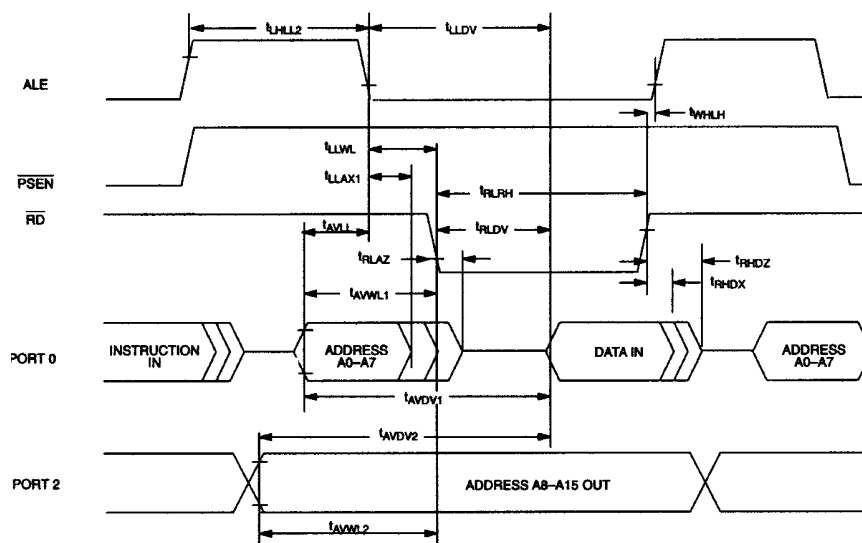 tLHLL2
tLLDV
ALE
tWHLH
tLLWL
PSEN
tLLAX1
tRLRH
RD
tAVLL
tRLDV
tRLAZ
tRHDZ
tRHDX
tAVWL1
PORT 0
INSTRUCTION
IN
ADDRESS
A0–A7
DATA IN
ADDRESS
A0–A7
tAVDV1
tAVDV2
PORT 2
ADDRESS A8–A15 OUT
tAVWL2